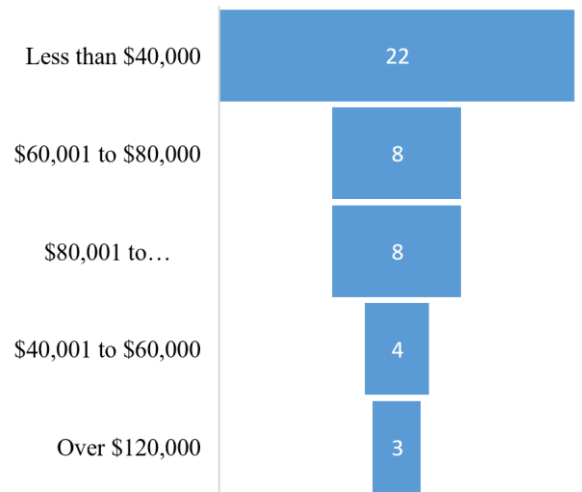 Less than $40,000 22
$60,001 to $80,000 8
$80,001 to… 8
$40,001 to $60,000 4
Over $120,000 3